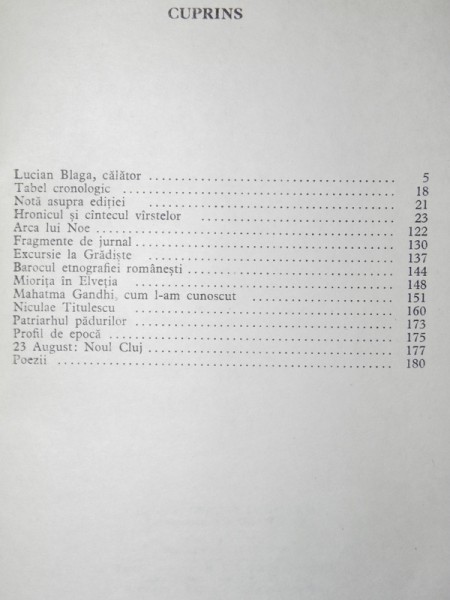 CUPRINS
Lucian Blaga, călător . . . . . . . . . . . . . . . . . . . . . . . . . . . . . . 5
Tabel cronologic . . . . . . . . . . . . . . . . . . . . . . . . . . . . . . 18
Notă asupra ediției . . . . . . . . . . . . . . . . . . . . . . . . . . . . . . 21
Hronicul și cîntecul vîrstelor . . . . . . . . . . . . . . . . . . . . . . . . 23
Arca lui Noe . . . . . . . . . . . . . . . . . . . . . . . . . . . . . . 122
Fragmente de jurnal . . . . . . . . . . . . . . . . . . . . . . . . . . . . . . 130
Excursie la Grădiște . . . . . . . . . . . . . . . . . . . . . . . . . . . . . . 137
Barocul etnografiei românești . . . . . . . . . . . . . . . . . . . . . . . . 144
Miorița în Elveția . . . . . . . . . . . . . . . . . . . . . . . . 148
Mahatma Gandhi, cum l-am cunoscut . . . . . . . . . . . . . . . . . . 151
Niculae Titulescu . . . . . . . . . . . . . . . . . . . . . . . . 160
Patriarhul pădurilor . . . . . . . . . . . . . . . . . . . . . . . . . . . . . . 173
Profil de epocă . . . . . . . . . . . . . . . . . . . . . . . . . . . . . . 175
23 August: Noul Cluj . . . . . . . . . . . . . . . . . . . . . . . . . . . . . . 177
Poezii . . . . . . . . . . . . . . . . . . . . . . . . . . . . . . 180